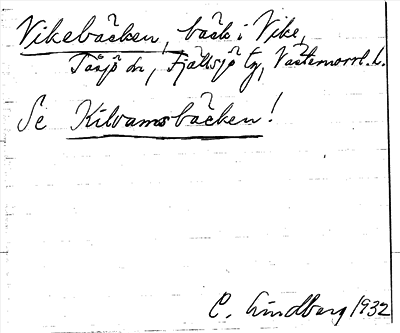 Vikebäcken, bäck i Vike,
Tåsjö sn, Fjällsjö tg, Västernorrl. l.
Se Kilvamsbäcken!
C. Lindberg 1932